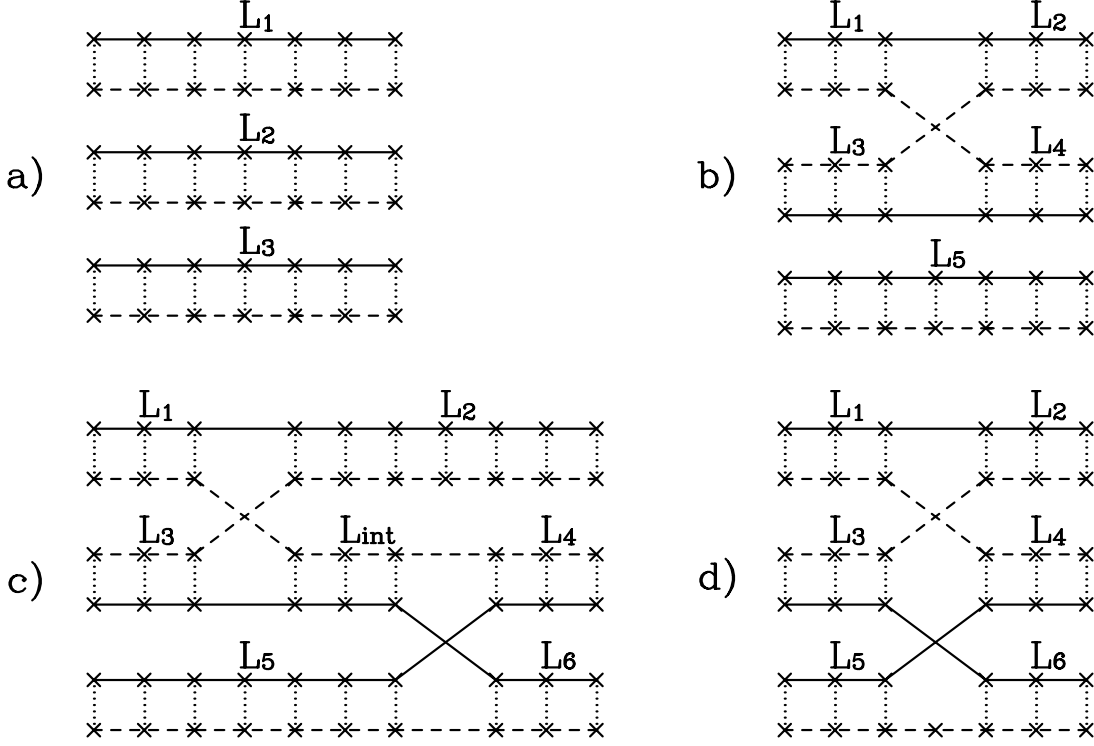 a)
L1
L2
L3
b)
L1 L2
L3 L4
L5
c)
L1 L2
L3 Lint L4
L5 L6
d)
L1 L2
L3 L4
L5 L6